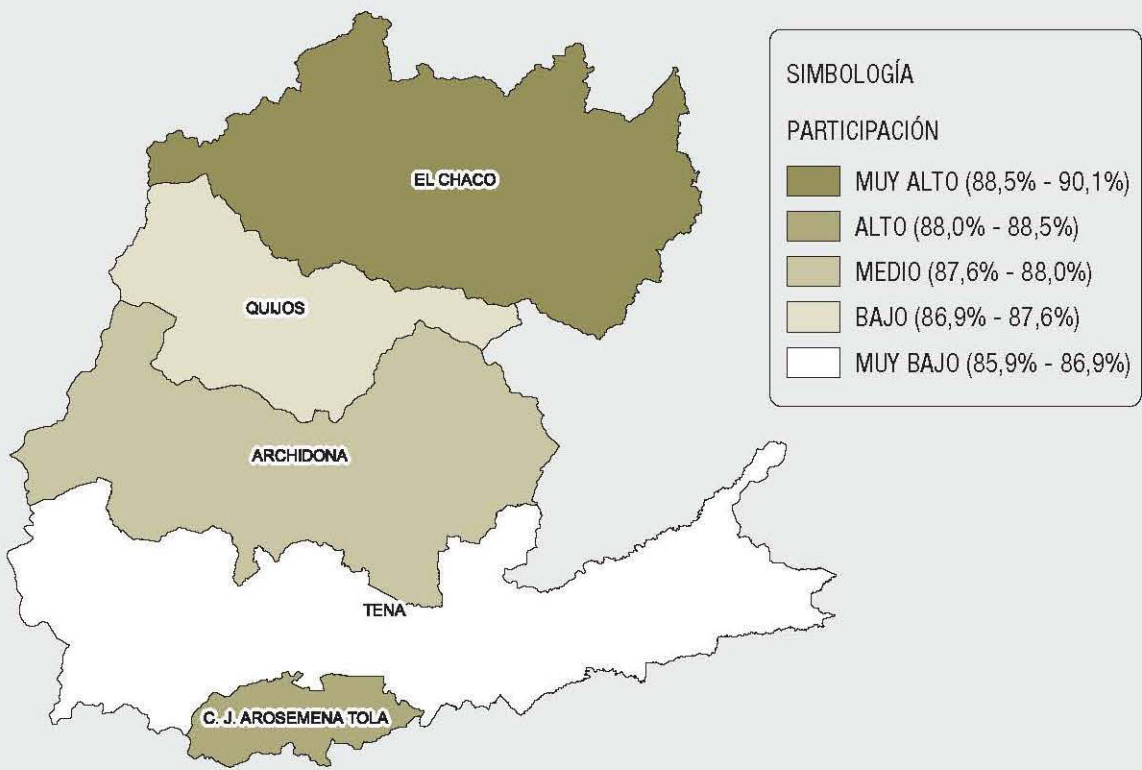 SIMBOLOGÍA
PARTICIPACIÓN
MUY ALTO (88,5% - 90,1%)
ALTO (88,0% - 88,5%)
MEDIO (87,6% - 88,0%)
BAJO (86,9% - 87,6%)
MUY BAJO (85,9% - 86,9%)
EL CHACO
QUIJOS
ARCHIDONA
TENA
C. J. AROSEMENA TOLA